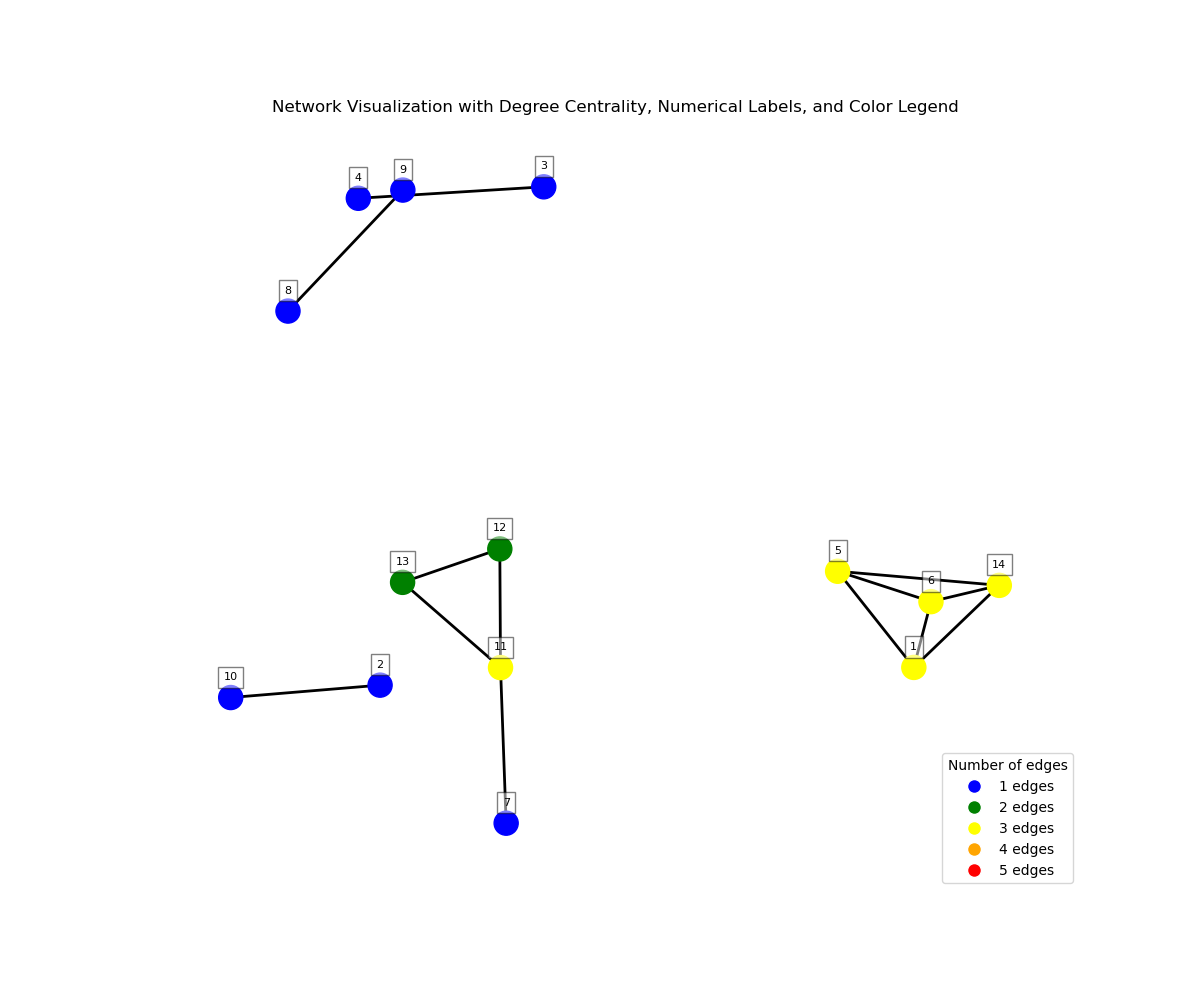 Network Visualization with Degree Centrality, Numerical Labels, and Color Legend
3
9
4
8
12
5
13
14
6
11
1
2
10
7
Number of edges
1 edges
2 edges
3 edges
4 edges
5 edges